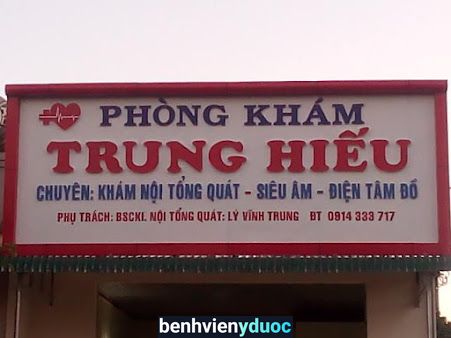 PHÒNG KHÁM
TRUNG HIẾU
CHUYÊN: KHÁM NỘI TỔNG QUÁT - SIÊU ÂM - ĐIỆN TÂM ĐỒ
PHỤ TRÁCH: BSCKI. NỘI TỔNG QUÁT: LÝ VĨNH TRUNG ĐT 0914 333 717
benhvienyduoc